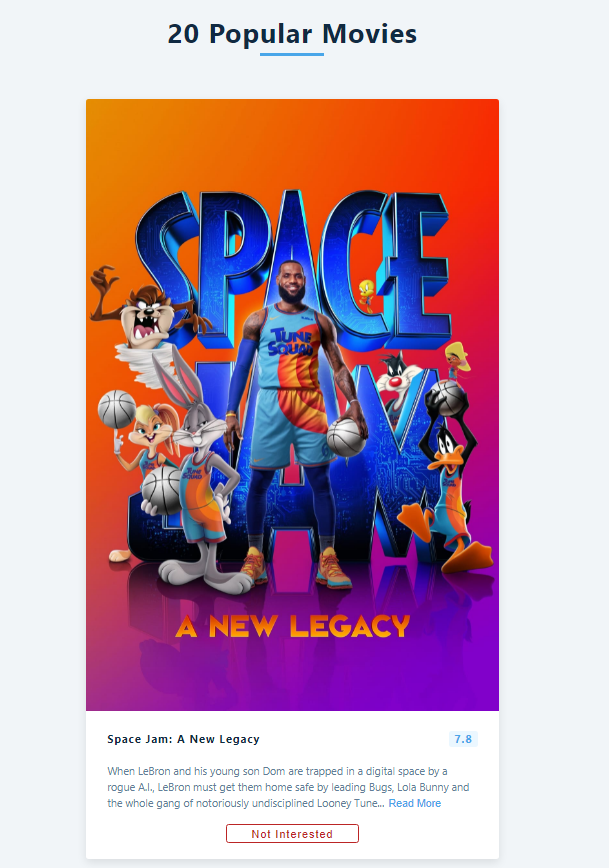 20 Popular Movies
SPACE
JAM
TUNE
SQUAD
A NEW LEGACY
Space Jam: A New Legacy
7.8
When LeBron and his young son Dom are trapped in a digital space by a
rogue A.I., LeBron must get them home safe by leading Bugs, Lola Bunny and
the whole gang of notoriously undisciplined Looney Tune... Read More
Not Interested